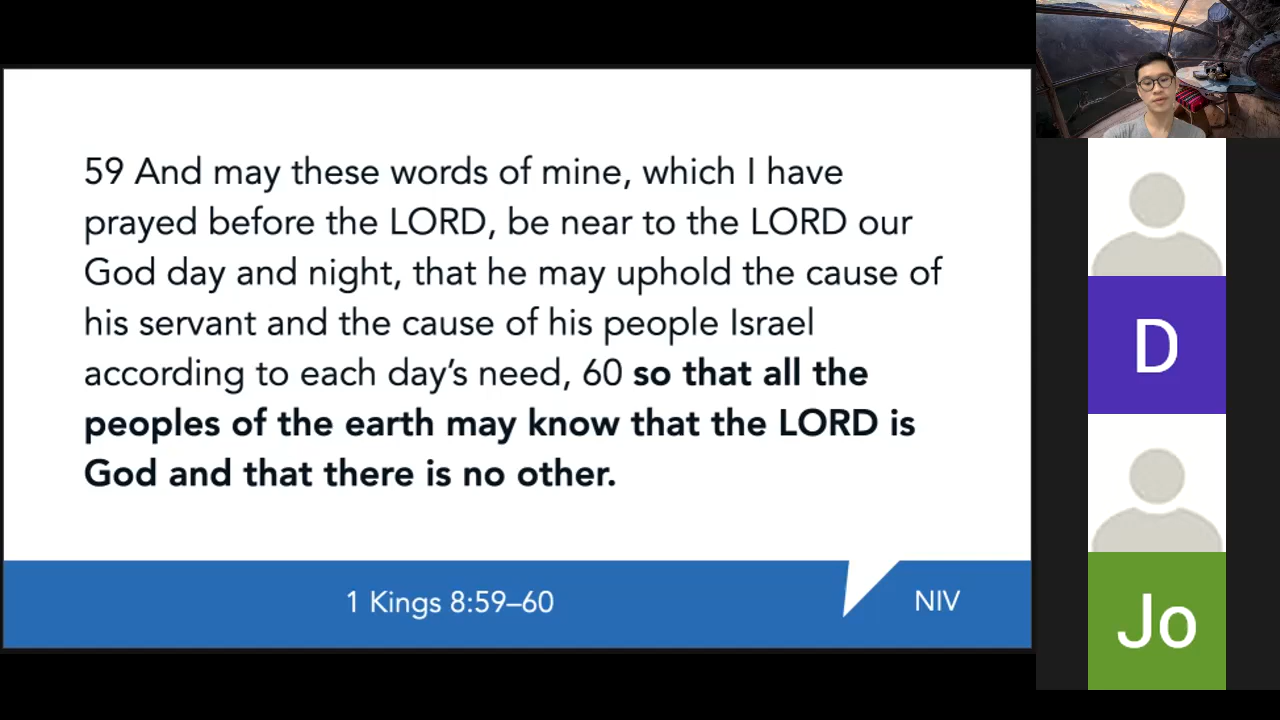 59 And may these words of mine, which I have
prayed before the LORD, be near to the LORD our
God day and night, that he may uphold the cause of
his servant and the cause of his people Israel
according to each day’s need, 60 so that all the
peoples of the earth may know that the LORD is
God and that there is no other.
1 Kings 8:59–60
NIV
D
Jo